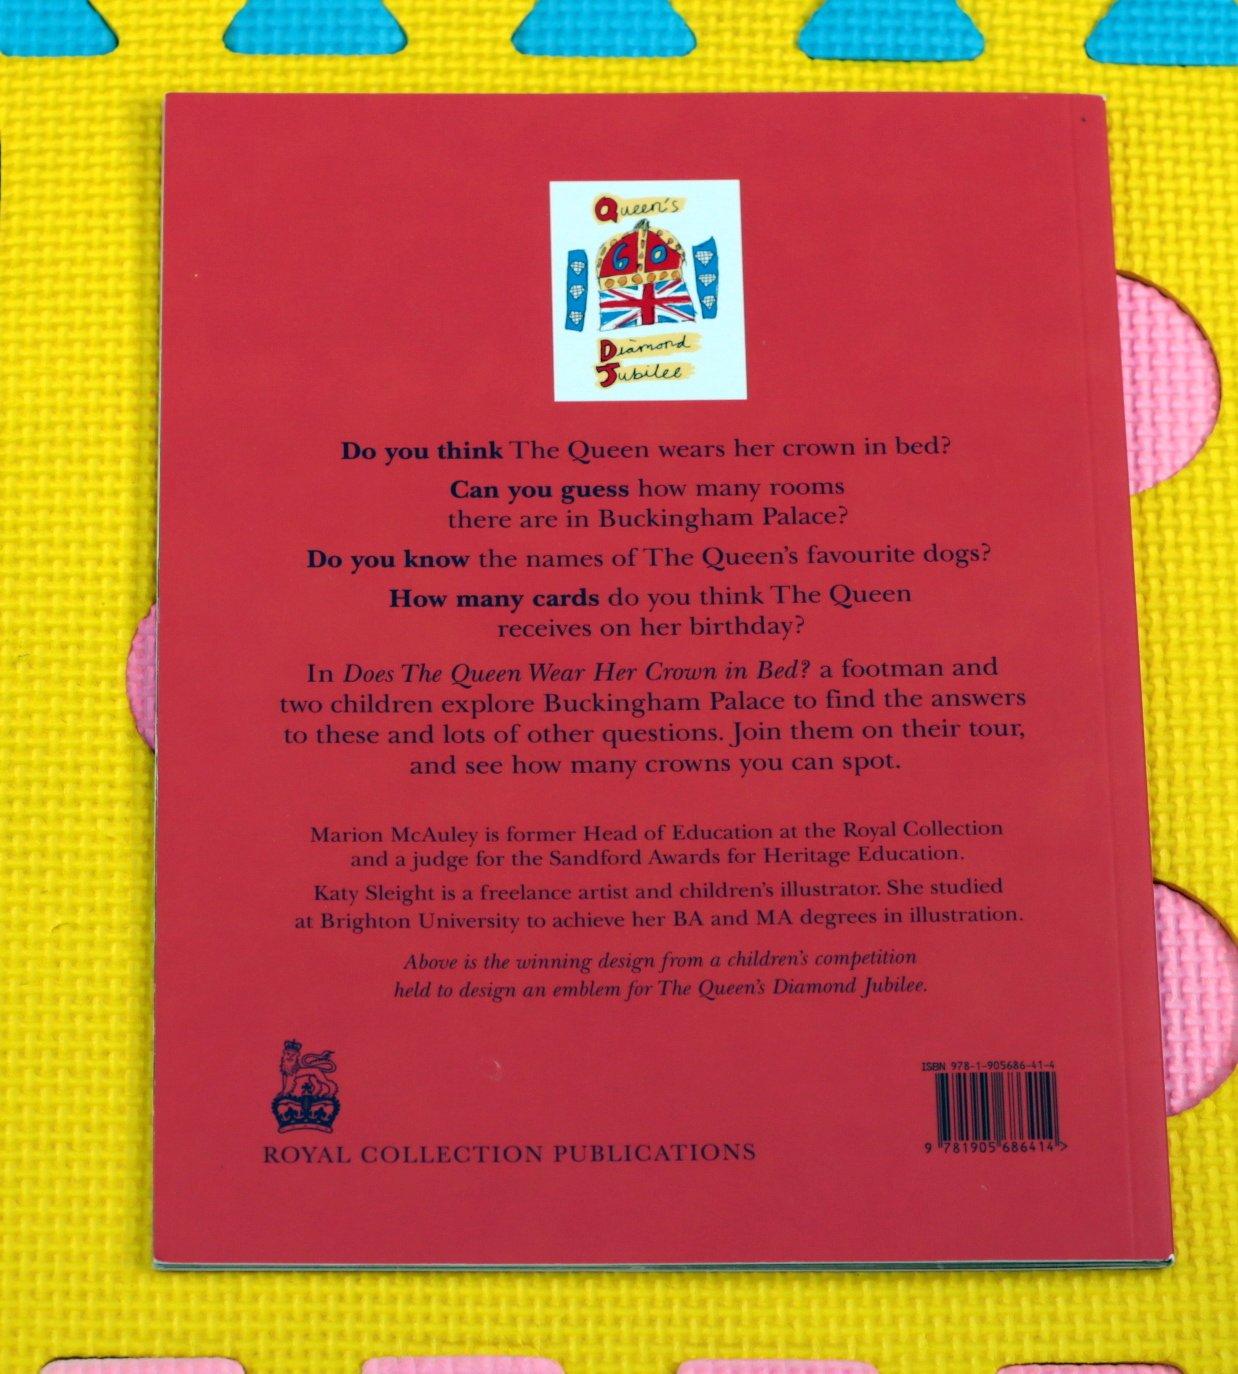 Queen's
60
Diamond
Jubilee
Do you think The Queen wears her crown in bed?
Can you guess how many rooms
there are in Buckingham Palace?
Do you know the names of The Queen's favourite dogs?
How many cards do you think The Queen
receives on her birthday?
In Does The Queen Wear Her Crown in Bed? a footman and
two children explore Buckingham Palace to find the answers
to these and lots of other questions. Join them on their tour,
and see how many crowns you can spot.
Marion McAuley is former Head of Education at the Royal Collection
and a judge for the Sandford Awards for Heritage Education.
Katy Sleight is a freelance artist and children's illustrator. She studied
at Brighton University to achieve her BA and MA degrees in illustration.
Above is the winning design from a children's competition
held to design an emblem for The Queen's Diamond Jubilee.
ISBN 978-1-905686-41-4
9 781905 686414 >
ROYAL COLLECTION PUBLICATIONS